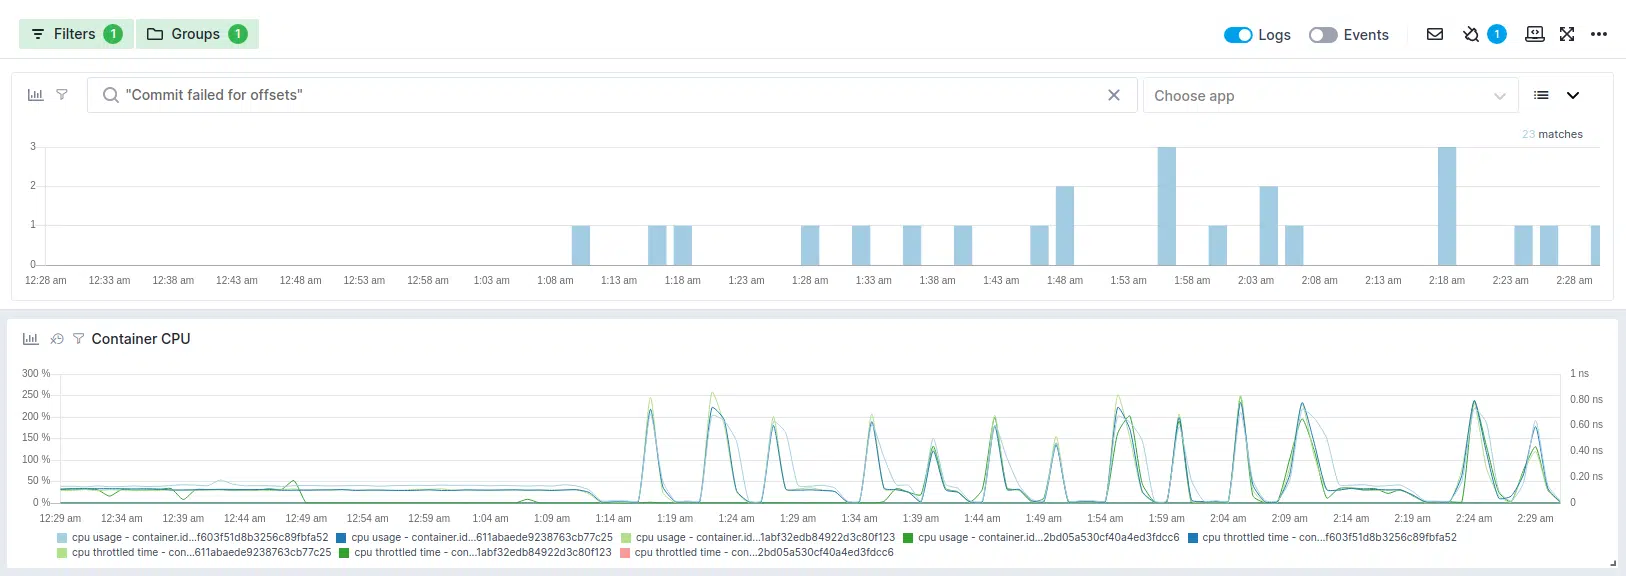 Filters 1 Groups 1 Logs Events 1
"Commit failed for offsets" Choose app
23 matches
3
2
1
0
12:28 am 12:33 am 12:38 am 12:43 am 12:48 am 12:53 am 12:58 am 1:03 am 1:08 am 1:13 am 1:18 am 1:23 am 1:28 am 1:33 am 1:38 am 1:43 am 1:48 am 1:53 am 1:58 am 2:03 am 2:08 am 2:13 am 2:18 am 2:23 am 2:28 am
Container CPU
300 % 1 ns
250 % 0.80 ns
200 % 0.60 ns
150 % 0.40 ns
100 % 0.20 ns
50 %
0 % 0
12:29 am 12:34 am 12:39 am 12:44 am 12:49 am 12:54 am 12:59 am 1:04 am 1:09 am 1:14 am 1:19 am 1:24 am 1:29 am 1:34 am 1:39 am 1:44 am 1:49 am 1:54 am 1:59 am 2:04 am 2:09 am 2:14 am 2:19 am 2:24 am 2:29 am
cpu usage - container.id...f603f51d8b3256c89fbfa52 cpu usage - container.id...611abaede9238763cb77c25 cpu usage - container.id...1abf32edb84922d3c80f123 cpu usage - container.id...2bd05a530cf40a4ed3fdcc6 cpu throttled time - con...f603f51d8b3256c89fbfa52
cpu throttled time - con...611abaede9238763cb77c25 cpu throttled time - con...1abf32edb84922d3c80f123 cpu throttled time - con...2bd05a530cf40a4ed3fdcc6